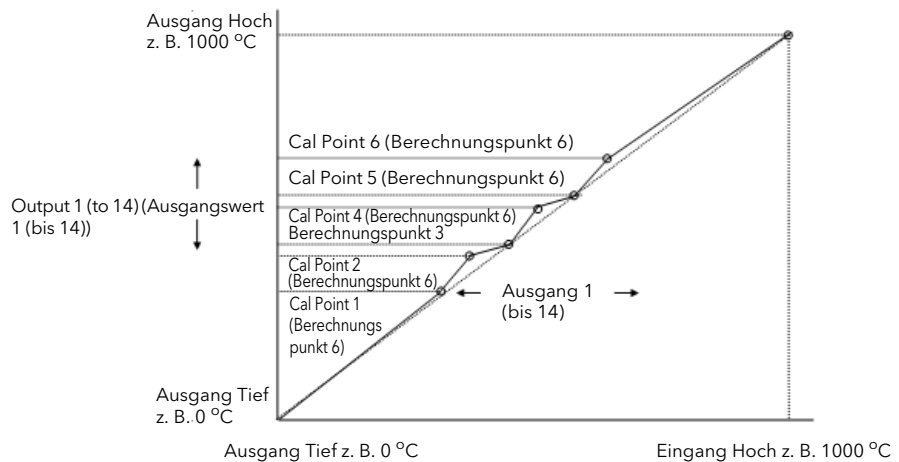 Ausgang Hoch
z. B. 1000 °C
Cal Point 6 (Berechnungspunkt 6)
Cal Point 5 (Berechnungspunkt 6)
Output 1 (to 14) (Ausgangswert
1 (bis 14))
Cal Point 4 (Berechnungspunkt 6)
Berechnungspunkt 3
Cal Point 2
(Berechnungspunkt 6)
Cal Point 1
(Berechnungs
punkt 6)
Ausgang 1
(bis 14)
Ausgang Tief
z. B. 0 °C
Ausgang Tief z. B. 0 °C
Eingang Hoch z. B. 1000 °C